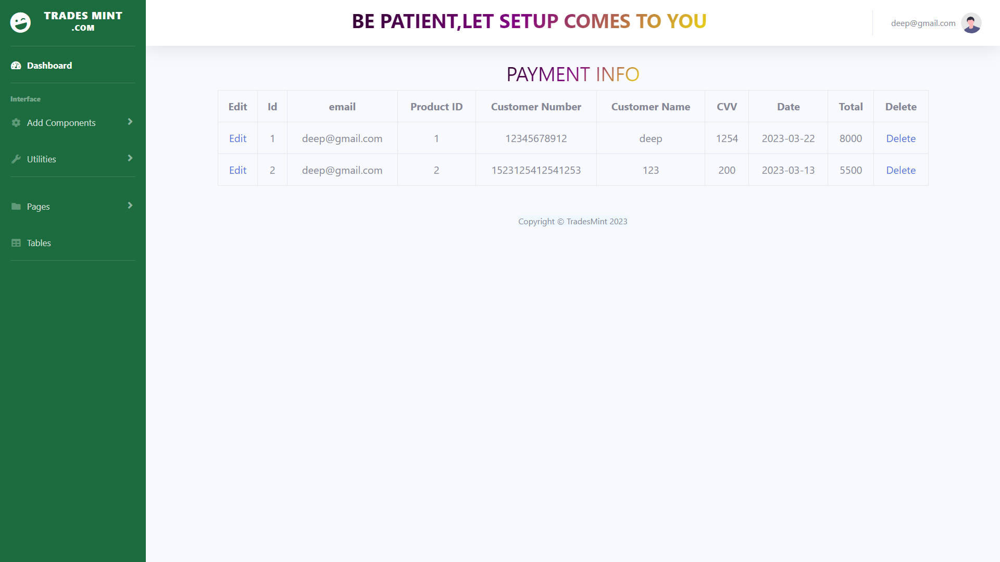 TRADES MINT
.COM
Dashboard
Interface
Add Components
Utilities
Pages
Tables
BE PATIENT,LET SETUP COMES TO YOU
deep@gmail.com
PAYMENT INFO
Edit Id email Product ID Customer Number Customer Name CVV Date Total Delete
Edit 1 deep@gmail.com 1 12345678912 deep 1254 2023-03-22 8000 Delete
Edit 2 deep@gmail.com 2 1523125412541253 123 200 2023-03-13 5500 Delete
Copyright © TradesMint 2023